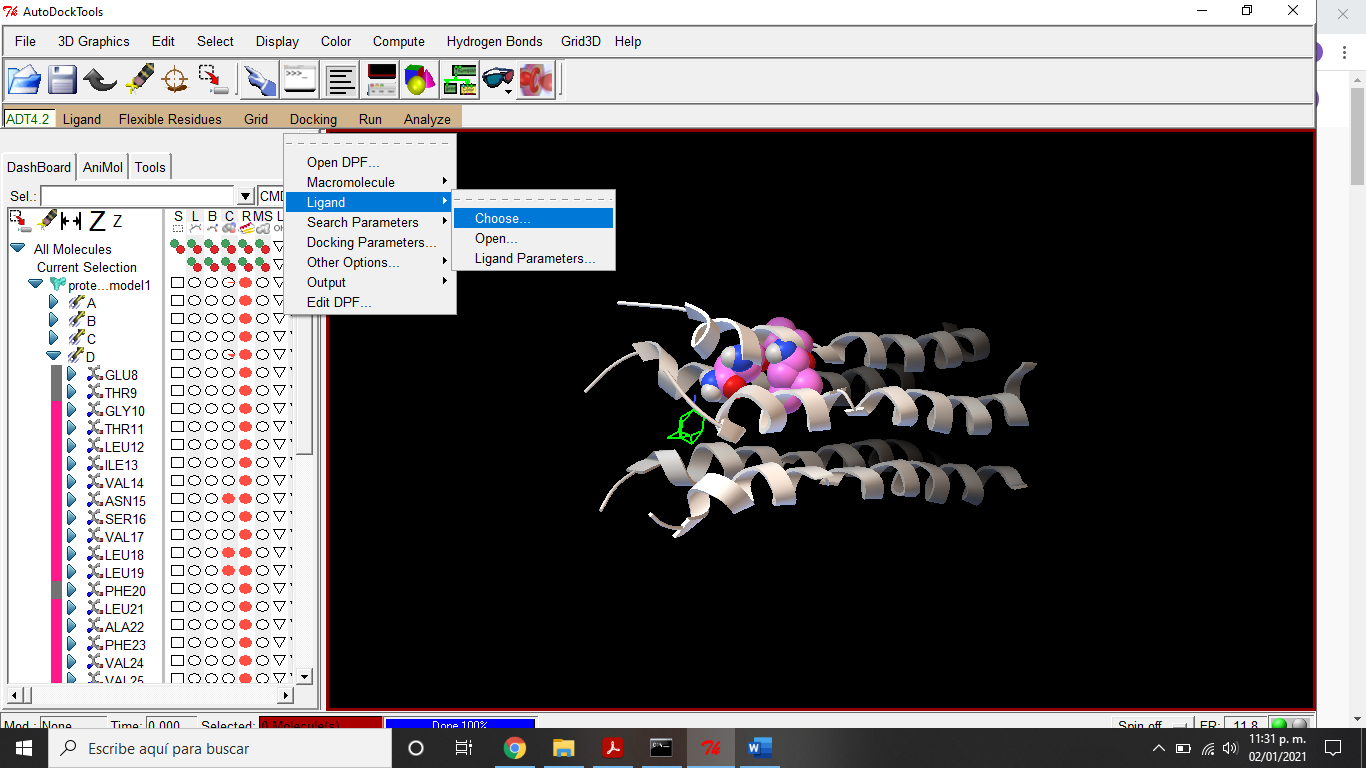 AutoDockTools
File 3D Graphics Edit Select Display Color Compute Hydrogen Bonds Grid3D Help
ADT4.2 Ligand Flexible Residues Grid Docking Run Analyze
DashBoard AniMol Tools
Sel.: CMD
S L B C R MS L
All Molecules
Current Selection
prote...model1
A
B
C
D
GLU8
THR9
GLY10
THR11
LEU12
ILE13
VAL14
ASN15
SER16
VAL17
LEU18
LEU19
PHE20
LEU21
ALA22
PHE23
VAL24
VAL25
Open DPF...
Macromolecule
Ligand
Search Parameters
Docking Parameters...
Other Options...
Output
Edit DPF...
Choose...
Open...
Ligand Parameters...
Mod.: None Time: 0.000 Selected: 0 Molecule(s) Done 100% Spin off FR: 11.8
Escribe aquí para buscar
11:31 p. m.
02/01/2021